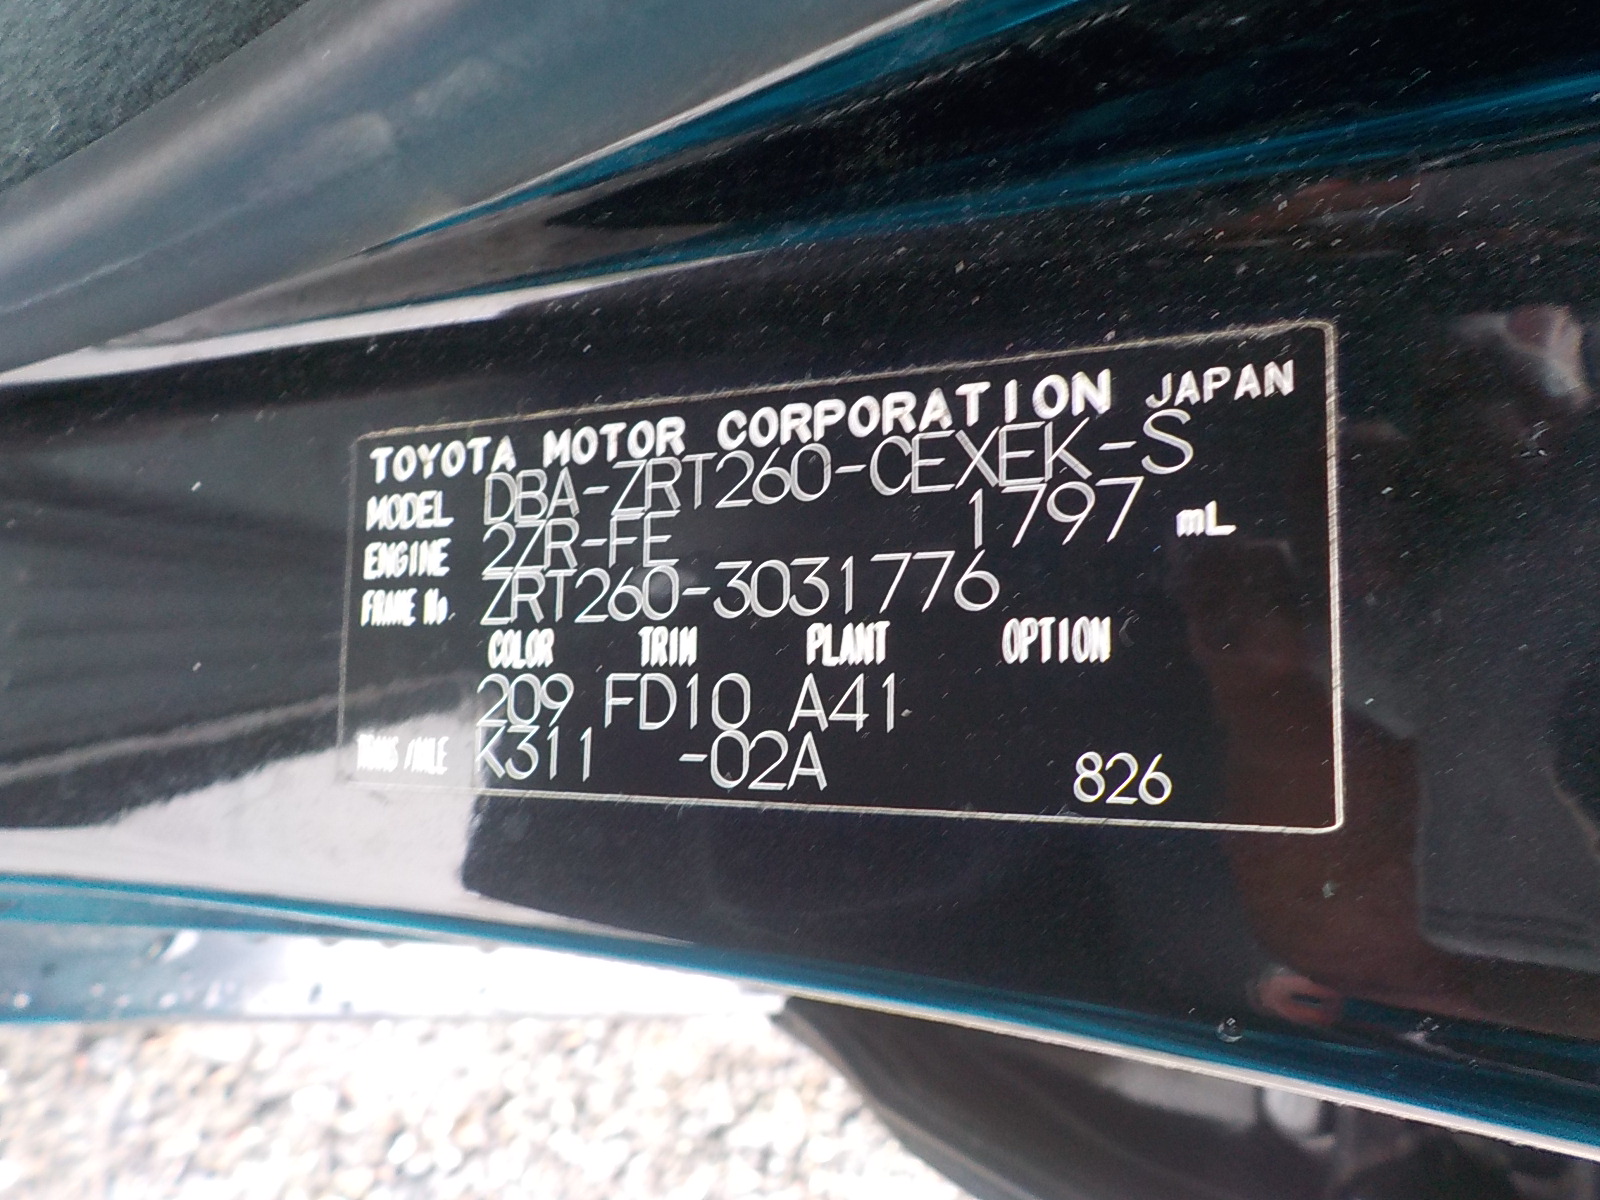 TOYOTA MOTOR CORPORATION JAPAN
MODEL DBA-ZRT260-CEXEK-S
ENGINE 2ZR-FE 1797 mL
FRAME No. ZRT260-3031776
COLOR TRIM PLANT OPTION
209 FD10 A41
TRANS/AXLE K311 -02A 826